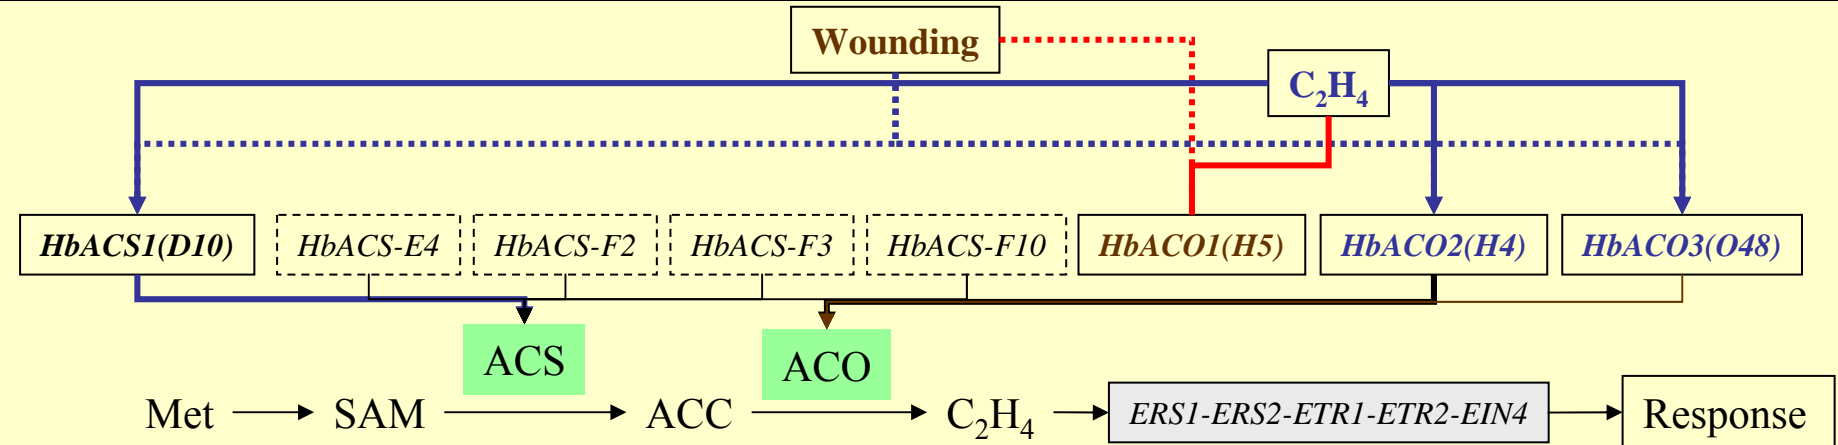 Wounding
C₂H₄
HbACS1(D10) HbACS-E4 HbACS-F2 HbACS-F3 HbACS-F10 HbACO1(H5) HbACO2(H4) HbACO3(O48)
ACS ACO
Met SAM ACC C₂H₄ ERS1-ERS2-ETR1-ETR2-EIN4 Response